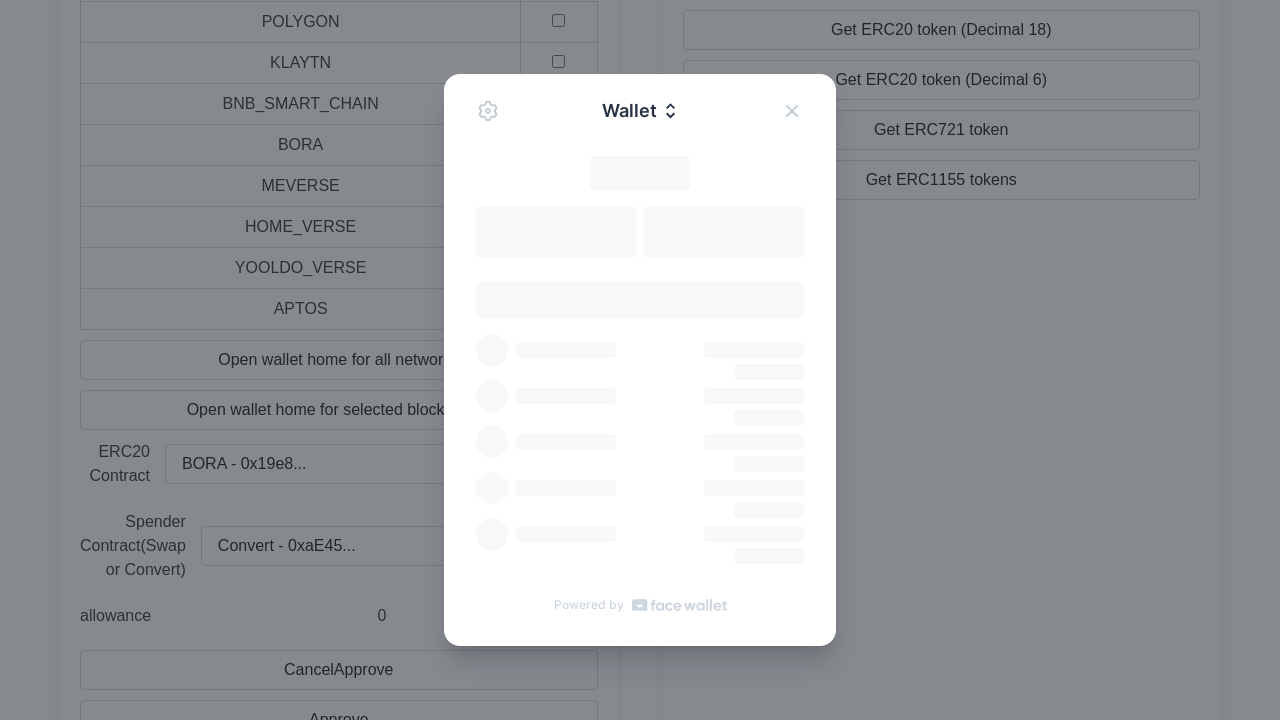 POLYGON
KLAYTN
BNB_SMART_CHAIN
BORA
MEVERSE
HOME_VERSE
YOOLDO_VERSE
APTOS
Open wallet home for all networ
Open wallet home for selected block
ERC20
Contract
BORA - 0x19e8...
Spender
Contract(Swap
or Convert)
Convert - 0xaE45...
allowance
0
CancelApprove
Approve
Wallet
Powered by face wallet
Get ERC20 token (Decimal 18)
Get ERC20 token (Decimal 6)
Get ERC721 token
Get ERC1155 tokens